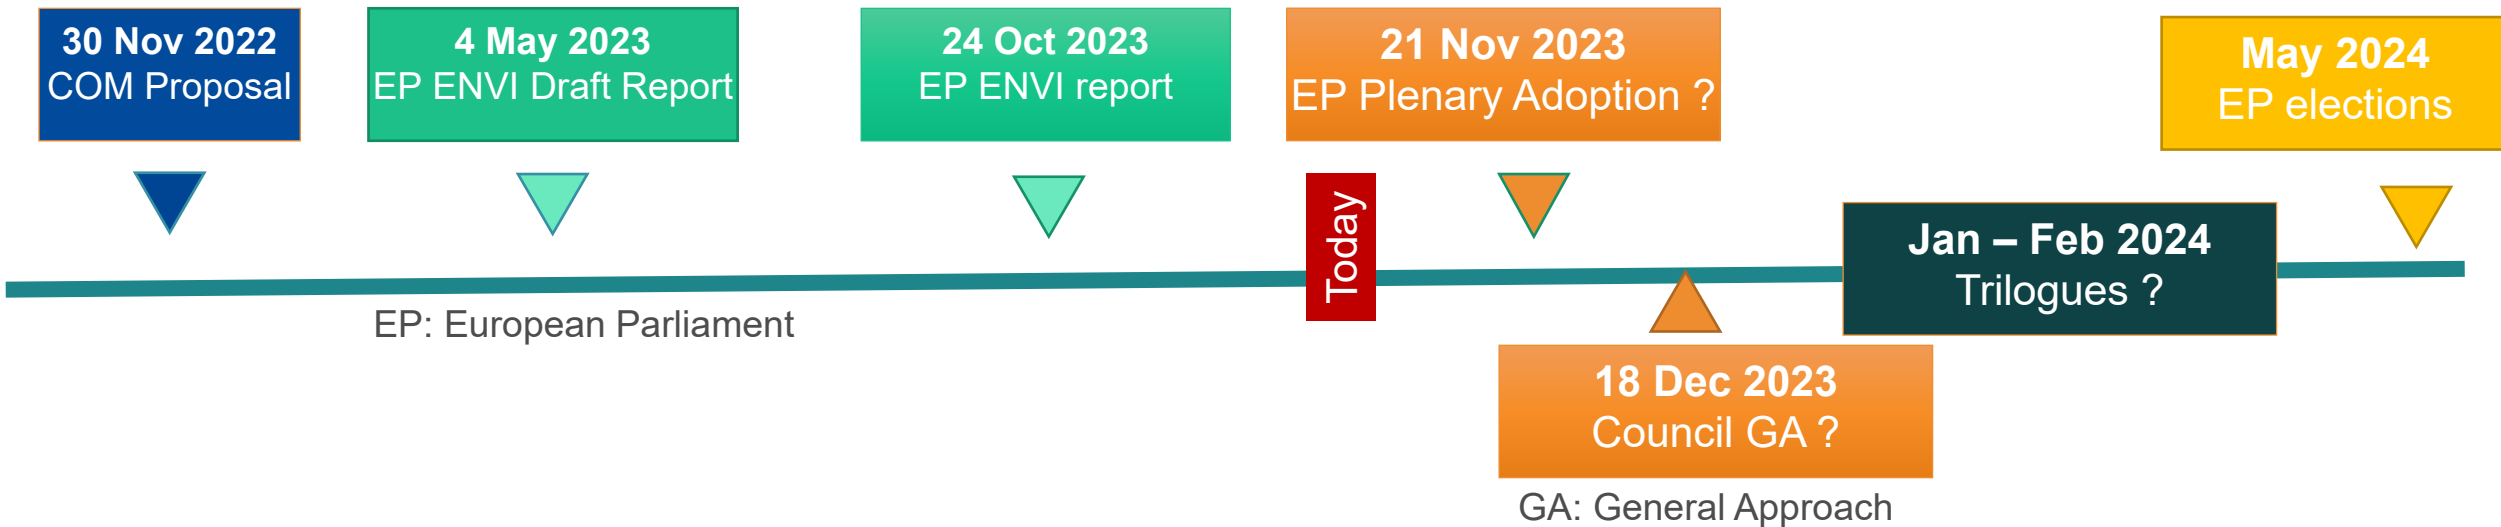 30 Nov 2022
COM Proposal
4 May 2023
EP ENVI Draft Report
24 Oct 2023
EP ENVI report
21 Nov 2023
EP Plenary Adoption ?
May 2024
EP elections
Today
Jan – Feb 2024
Trilogues ?
EP: European Parliament
18 Dec 2023
Council GA ?
GA: General Approach